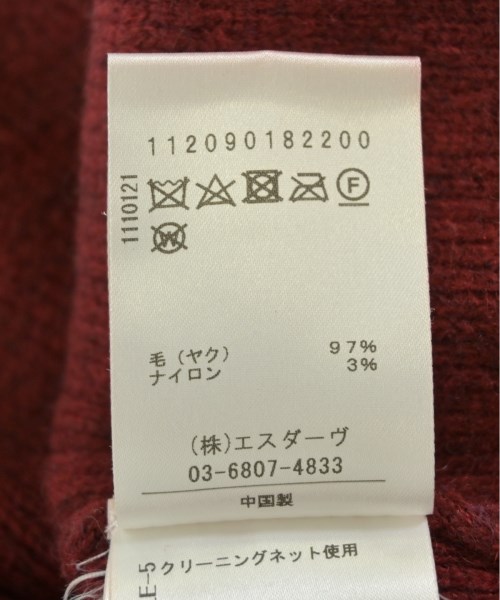 112090182200
1110121
F
W
毛（ヤク） 97%
ナイロン 3%
(株)エスダーヴ
03-6807-4833
中国製
クリーニングネット使用
LE-5